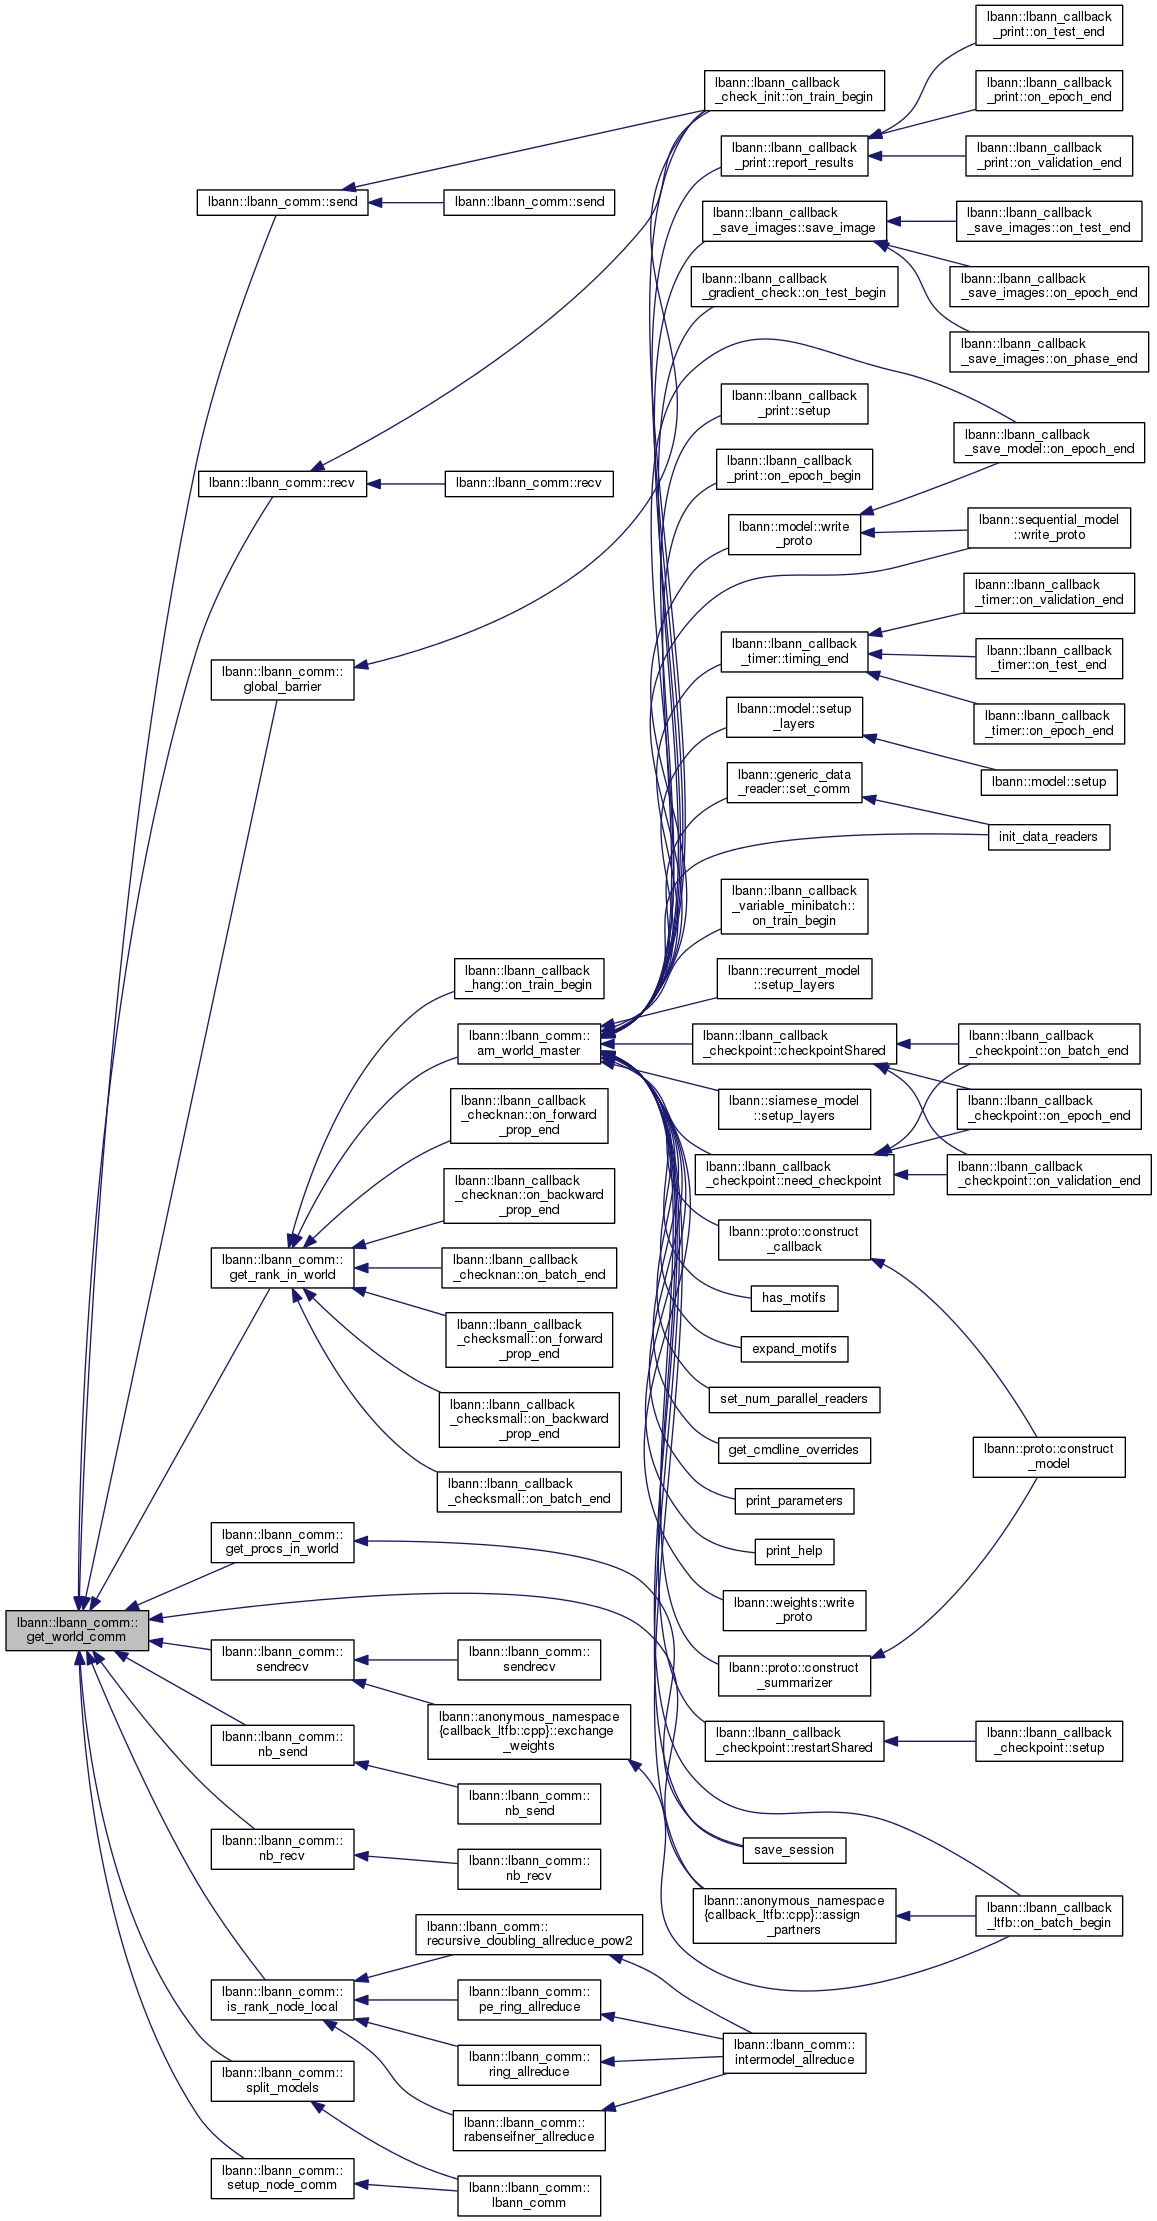 lbann::lbann_comm::
get_world_comm
lbann::lbann_comm::send
lbann::lbann_comm::recv
lbann::lbann_comm::
global_barrier
lbann::lbann_comm::
get_rank_in_world
lbann::lbann_comm::
get_procs_in_world
lbann::lbann_comm::
sendrecv
lbann::lbann_comm::
nb_send
lbann::lbann_comm::
nb_recv
lbann::lbann_comm::
is_rank_node_local
lbann::lbann_comm::
split_models
lbann::lbann_comm::
setup_node_comm
lbann::lbann_comm::send
lbann::lbann_comm::recv
lbann::lbann_callback
_hang::on_train_begin
lbann::lbann_comm::
am_world_master
lbann::lbann_callback
_checknan::on_forward
_prop_end
lbann::lbann_callback
_checknan::on_backward
_prop_end
lbann::lbann_callback
_checknan::on_batch_end
lbann::lbann_callback
_checksmall::on_forward
_prop_end
lbann::lbann_callback
_checksmall::on_backward
_prop_end
lbann::lbann_callback
_checksmall::on_batch_end
lbann::lbann_comm::
sendrecv
lbann::anonymous_namespace
{callback_ltfb::cpp}::exchange
_weights
lbann::lbann_comm::
nb_send
lbann::lbann_comm::
nb_recv
lbann::lbann_comm::
recursive_doubling_allreduce_pow2
lbann::lbann_comm::
pe_ring_allreduce
lbann::lbann_comm::
ring_allreduce
lbann::lbann_comm::
rabenseifner_allreduce
lbann::lbann_comm::
lbann_comm
lbann::lbann_callback
_check_init::on_train_begin
lbann::lbann_callback
_print::report_results
lbann::lbann_callback
_save_images::save_image
lbann::lbann_callback
_gradient_check::on_test_begin
lbann::lbann_callback
_print::setup
lbann::lbann_callback
_print::on_epoch_begin
lbann::model::write
_proto
lbann::lbann_callback
_timer::timing_end
lbann::model::setup
_layers
lbann::generic_data
_reader::set_comm
lbann::lbann_callback
_variable_minibatch::
on_train_begin
lbann::recurrent_model
::setup_layers
lbann::lbann_callback
_checkpoint::checkpointShared
lbann::siamese_model
::setup_layers
lbann::lbann_callback
_checkpoint::need_checkpoint
lbann::proto::construct
_callback
has_motifs
expand_motifs
set_num_parallel_readers
get_cmdline_overrides
print_parameters
print_help
lbann::weights::write
_proto
lbann::proto::construct
_summarizer
lbann::lbann_callback
_checkpoint::restartShared
save_session
lbann::anonymous_namespace
{callback_ltfb::cpp}::assign
_partners
lbann::lbann_comm::
intermodel_allreduce
lbann::lbann_callback
_print::on_test_end
lbann::lbann_callback
_print::on_epoch_end
lbann::lbann_callback
_print::on_validation_end
lbann::lbann_callback
_save_images::on_test_end
lbann::lbann_callback
_save_images::on_epoch_end
lbann::lbann_callback
_save_images::on_phase_end
lbann::lbann_callback
_save_model::on_epoch_end
lbann::sequential_model
::write_proto
lbann::lbann_callback
_timer::on_validation_end
lbann::lbann_callback
_timer::on_test_end
lbann::lbann_callback
_timer::on_epoch_end
lbann::model::setup
init_data_readers
lbann::lbann_callback
_checkpoint::on_batch_end
lbann::lbann_callback
_checkpoint::on_epoch_end
lbann::lbann_callback
_checkpoint::on_validation_end
lbann::proto::construct
_model
lbann::lbann_callback
_checkpoint::setup
lbann::lbann_callback
_ltfb::on_batch_begin